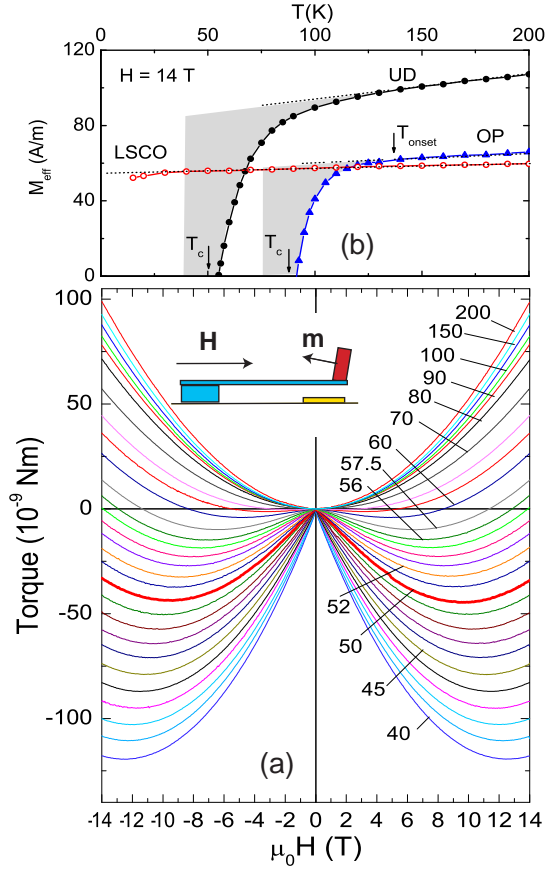 T(K)
0 50 100 150 200
120
80
40
0
M_eff (A/m)
H = 14 T
UD
LSCO
T_onset
OP
T_c
T_c
(b)
100
50
0
-50
-100
Torque (10^-9 Nm)
H
m
200
150
100
90
80
70
60
57.5
56
52
50
45
40
(a)
-14 -12 -10 -8 -6 -4 -2 0 2 4 6 8 10 12 14
μ₀H (T)